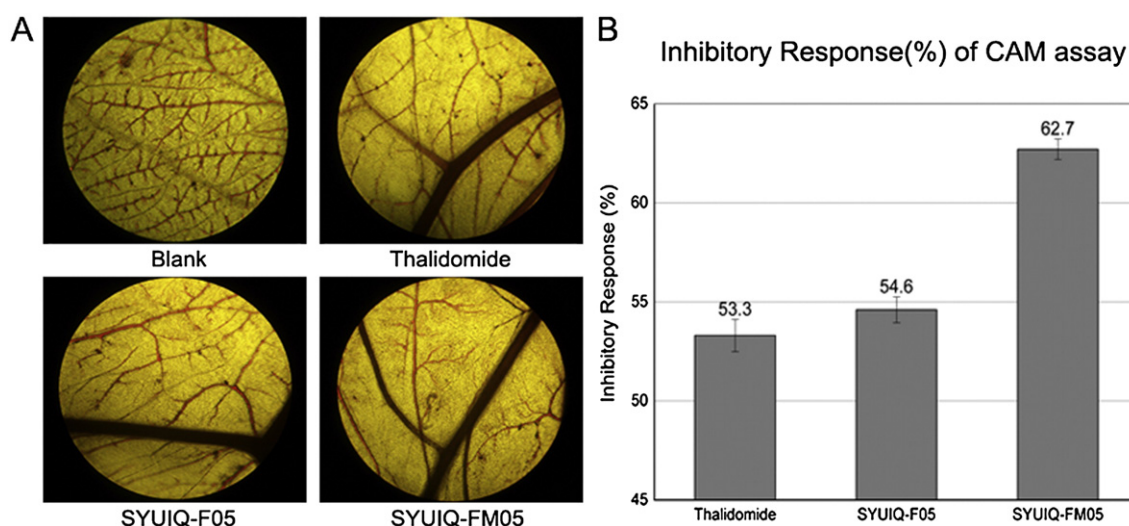 A
Blank
Thalidomide
SYUIQ-F05
SYUIQ-FM05
B
Inhibitory Response(%) of CAM assay
Inhibitory Response (%)
65
60
55
50
45
53.3
54.6
62.7
Thalidomide
SYUIQ-F05
SYUIQ-FM05